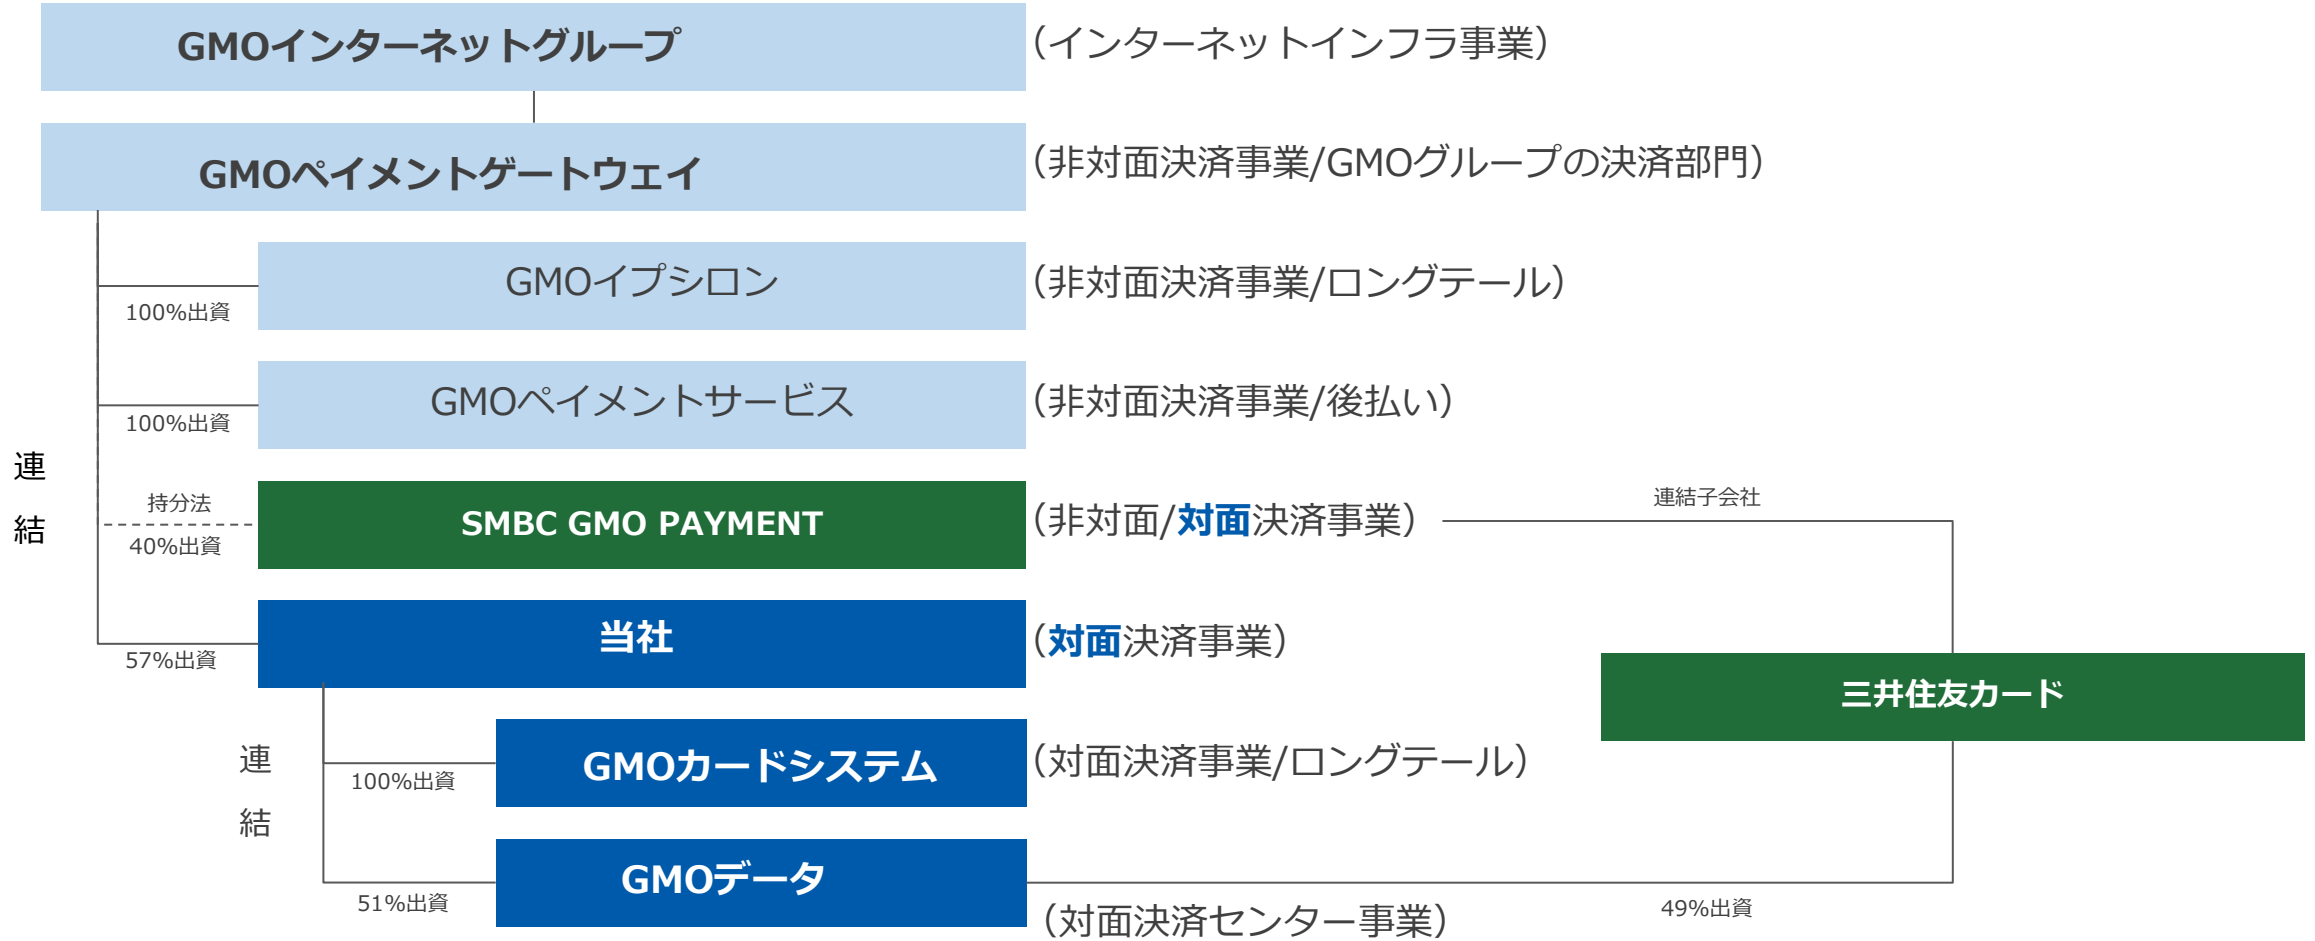 GMOインターネットグループ
(インターネットインフラ事業)
GMOペイメントゲートウェイ
(非対面決済事業/GMOグループの決済部門)
GMOイプシロン
(非対面決済事業/ロングテール)
100%出資
GMOペイメントサービス
(非対面決済事業/後払い)
100%出資
連
結
持分法
40%出資
SMBC GMO PAYMENT
(非対面/対面決済事業)
連結子会社
当社
(対面決済事業)
57%出資
三井住友カード
連
結
GMOカードシステム
(対面決済事業/ロングテール)
100%出資
GMOデータ
51%出資
(対面決済センター事業)
49%出資